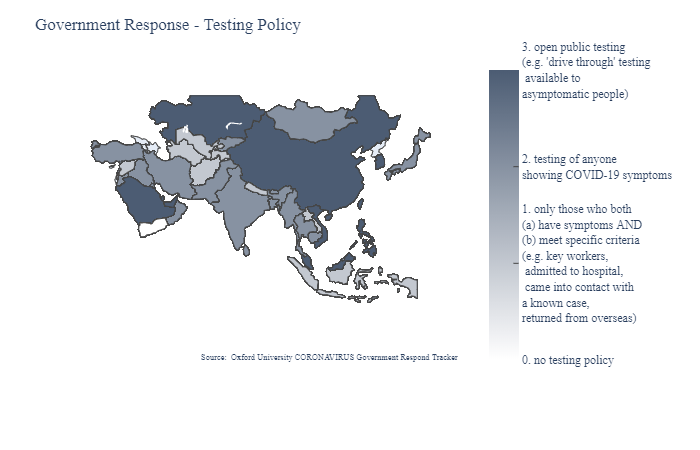 Government Response - Testing Policy
3. open public testing
(e.g. 'drive through' testing
available to
asymptomatic people)
2. testing of anyone
showing COVID-19 symptoms
1. only those who both
(a) have symptoms AND
(b) meet specific criteria
(e.g. key workers,
admitted to hospital,
came into contact with
a known case,
returned from overseas)
0. no testing policy
Source: Oxford University CORONAVIRUS Government Respond Tracker